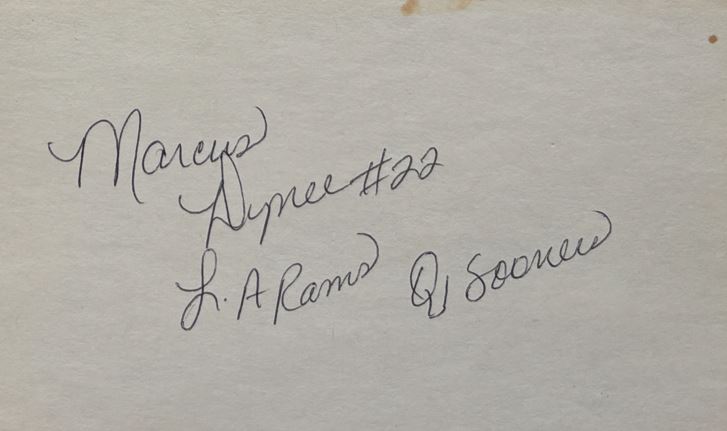 Marcus
Dupree #22
L.A Rams OU Sooners